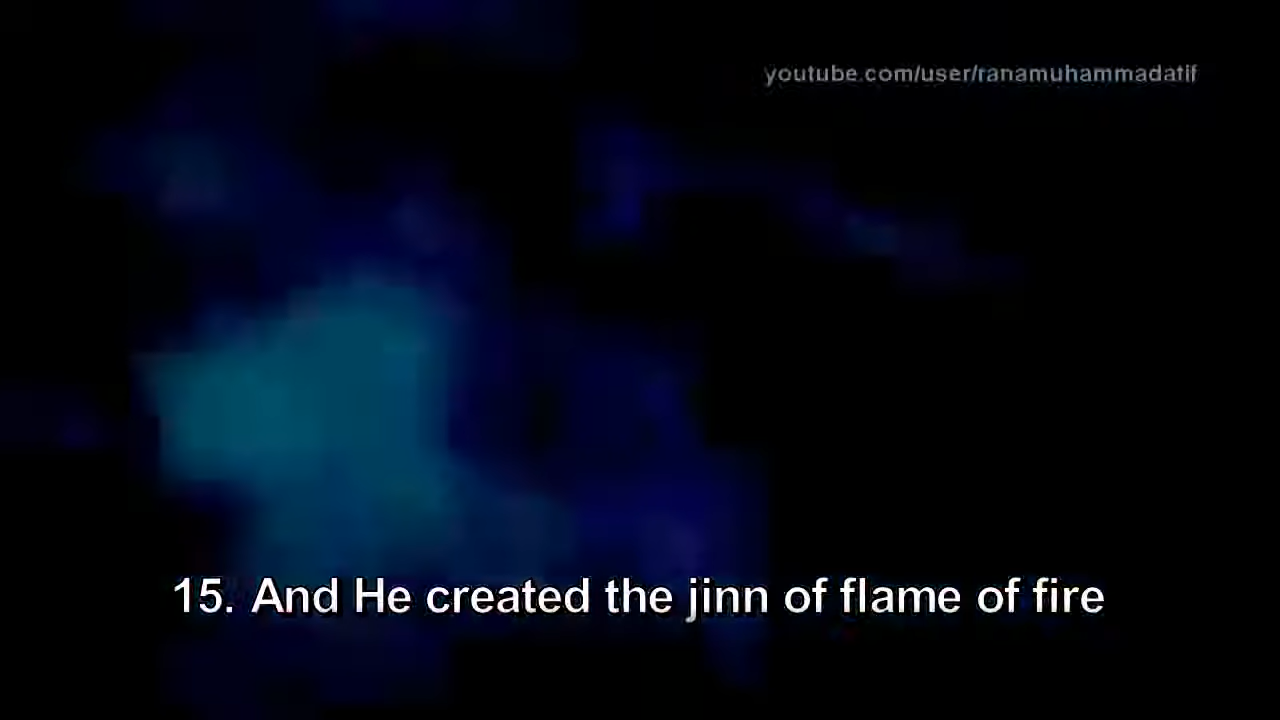 youtube.com/user/ranamuhammadatif
15. And He created the jinn of flame of fire